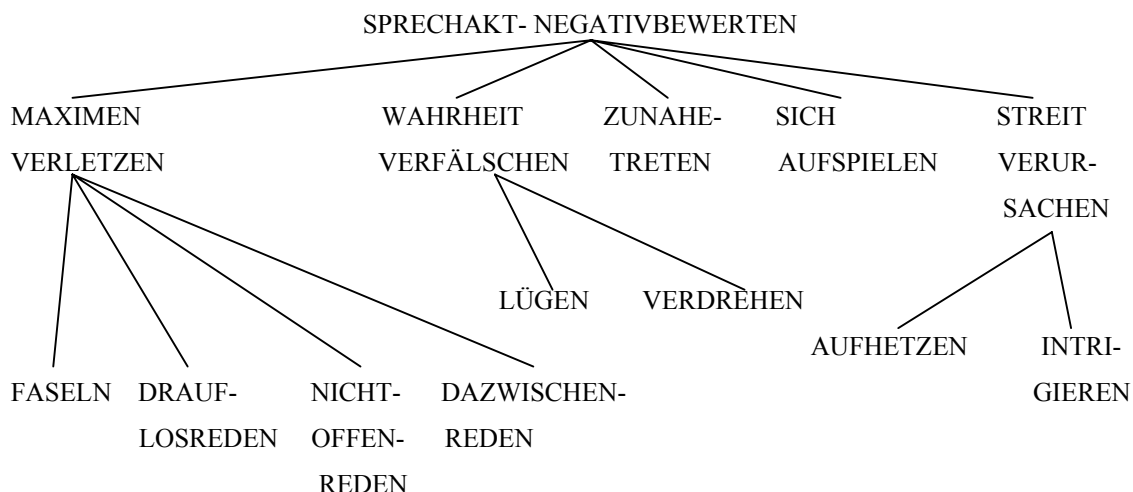 SPRECHAKT- NEGATIVBEWERTEN
MAXIMEN
VERLETZEN
WAHRHEIT
VERFÄLSCHEN
ZUNAHE-
TRETEN
SICH
AUFSPIELEN
STREIT
VERUR-
SACHEN
LÜGEN
VERDREHEN
AUFHETZEN
INTRI-
GIEREN
FASELN
DRAUF-
LOSREDEN
NICHT-
OFFEN-
REDEN
DAZWISCHEN-
REDEN